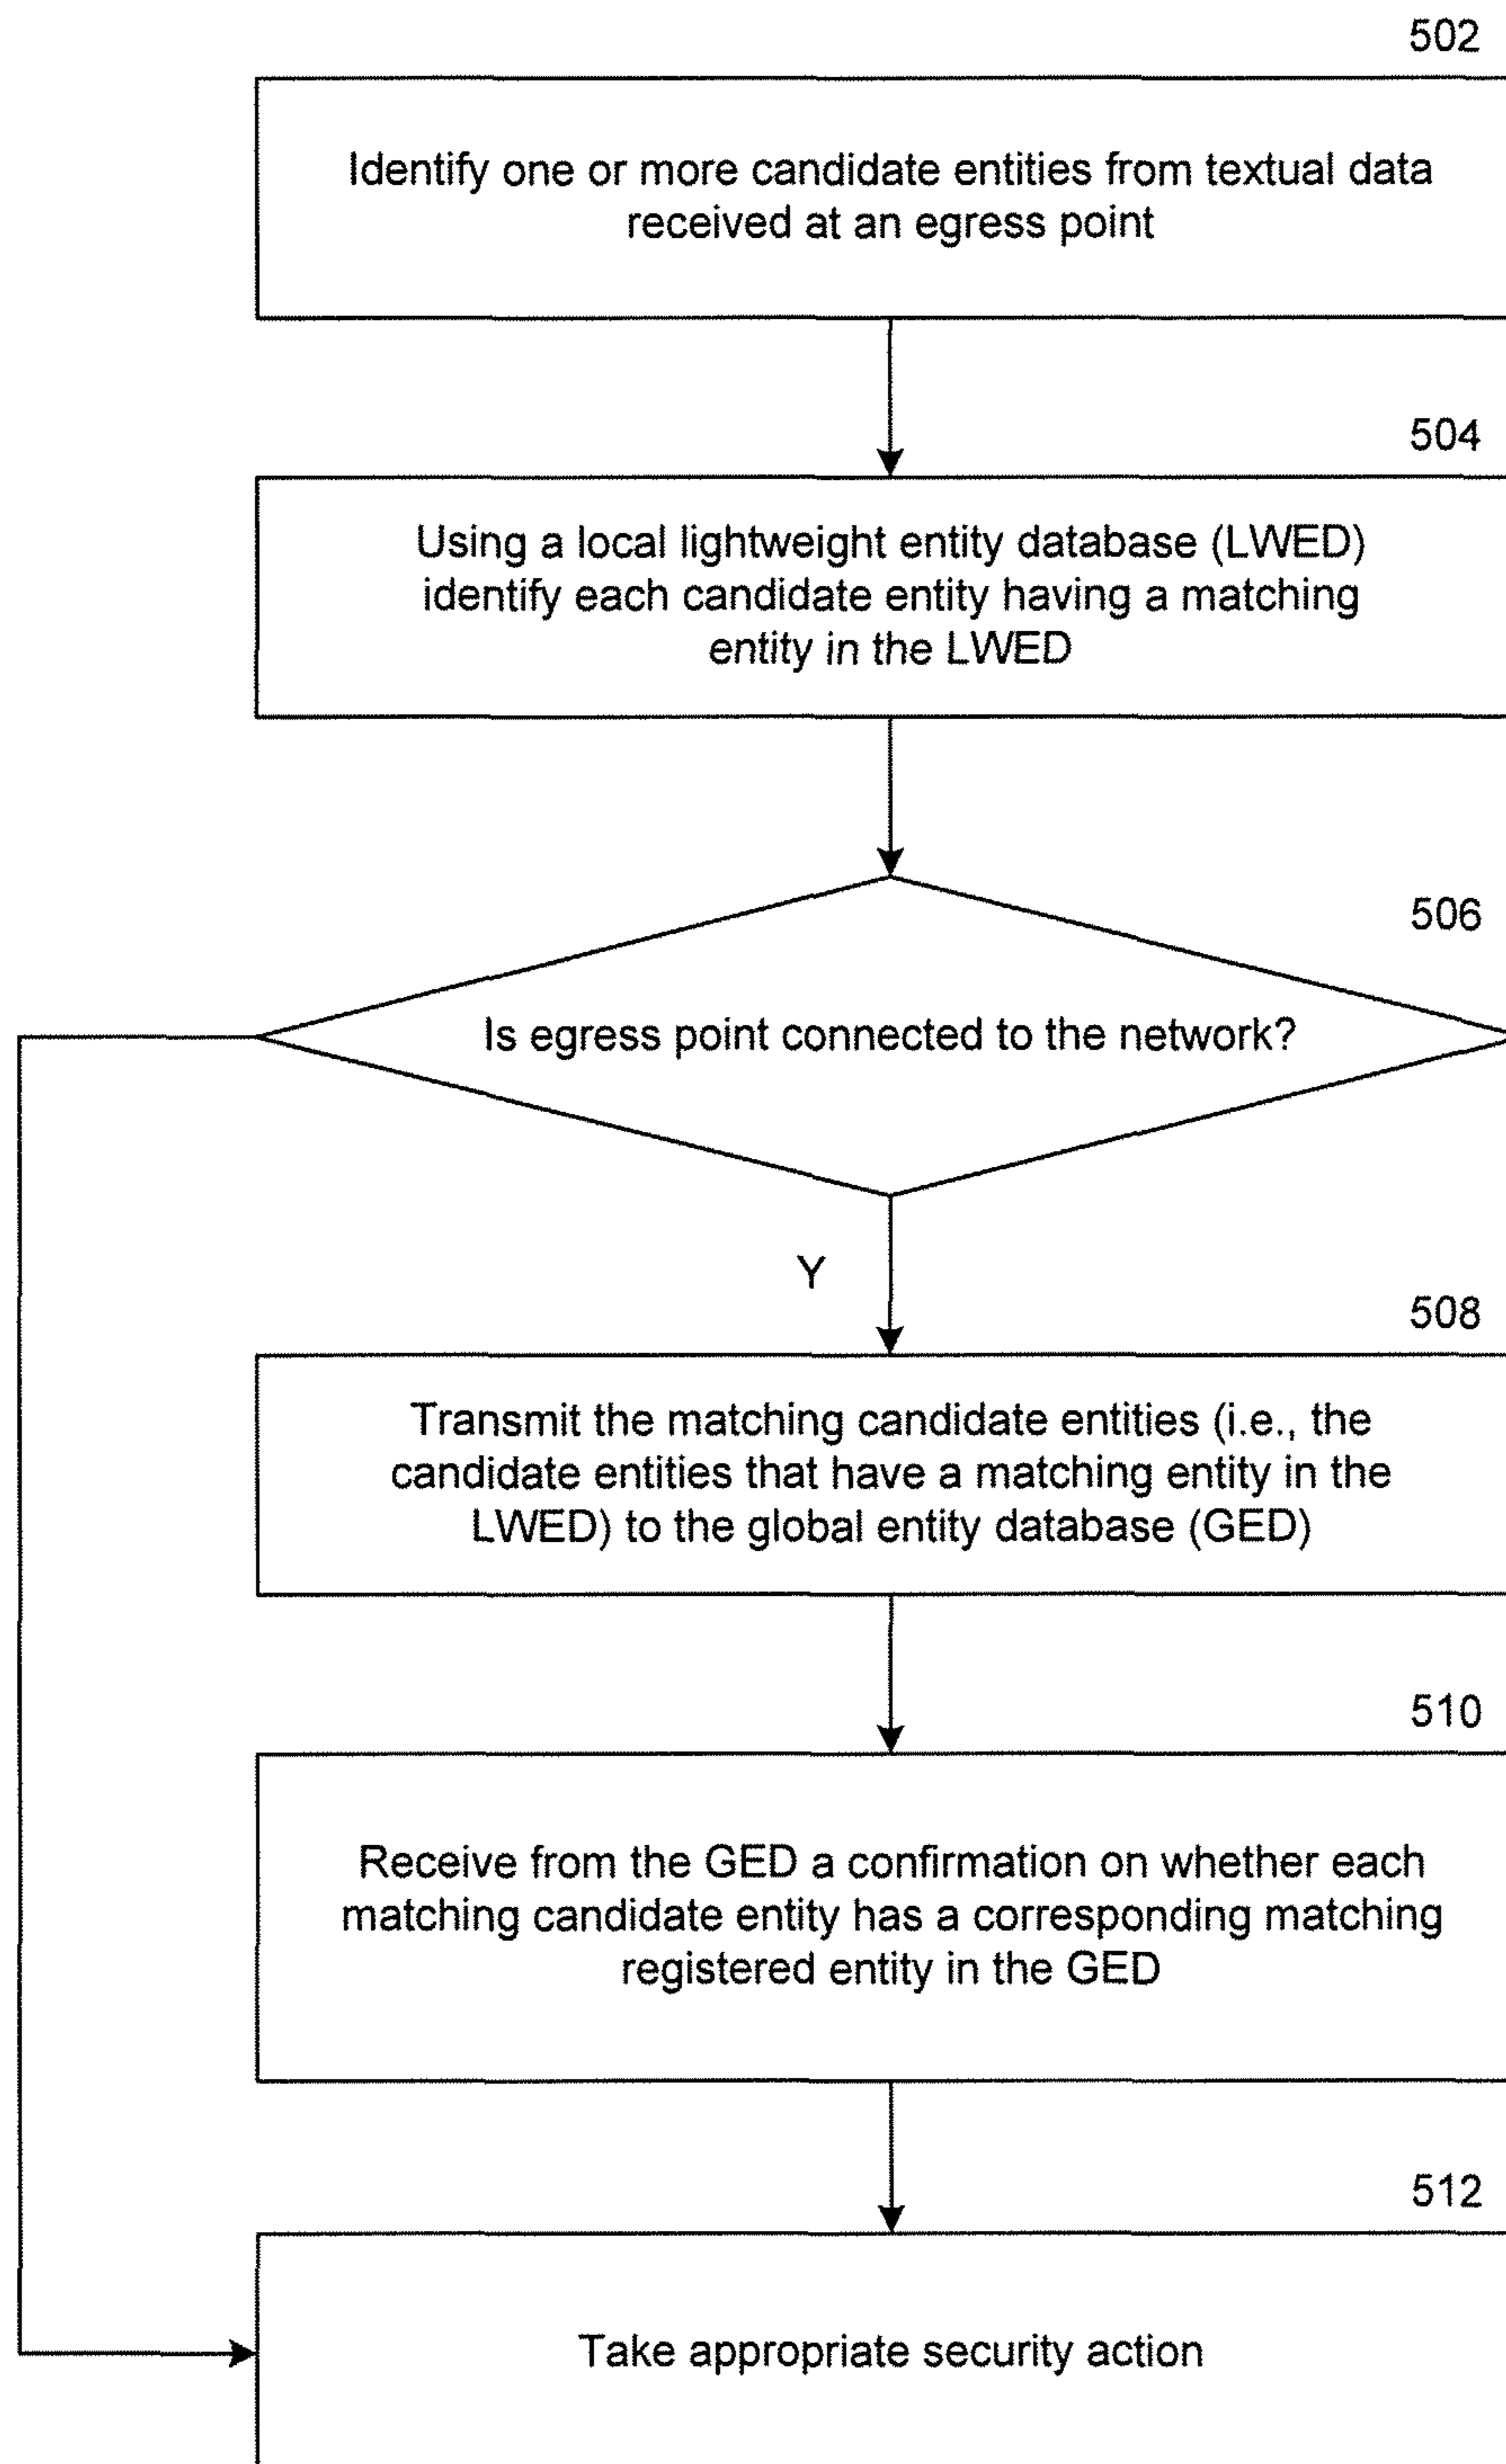 502
Identify one or more candidate entities from textual data
received at an egress point
504
Using a local lightweight entity database (LWED)
identify each candidate entity having a matching
entity in the LWED
506
Is egress point connected to the network?
Y
508
Transmit the matching candidate entities (i.e., the
candidate entities that have a matching entity in the
LWED) to the global entity database (GED)
510
Receive from the GED a confirmation on whether each
matching candidate entity has a corresponding matching
registered entity in the GED
512
Take appropriate security action